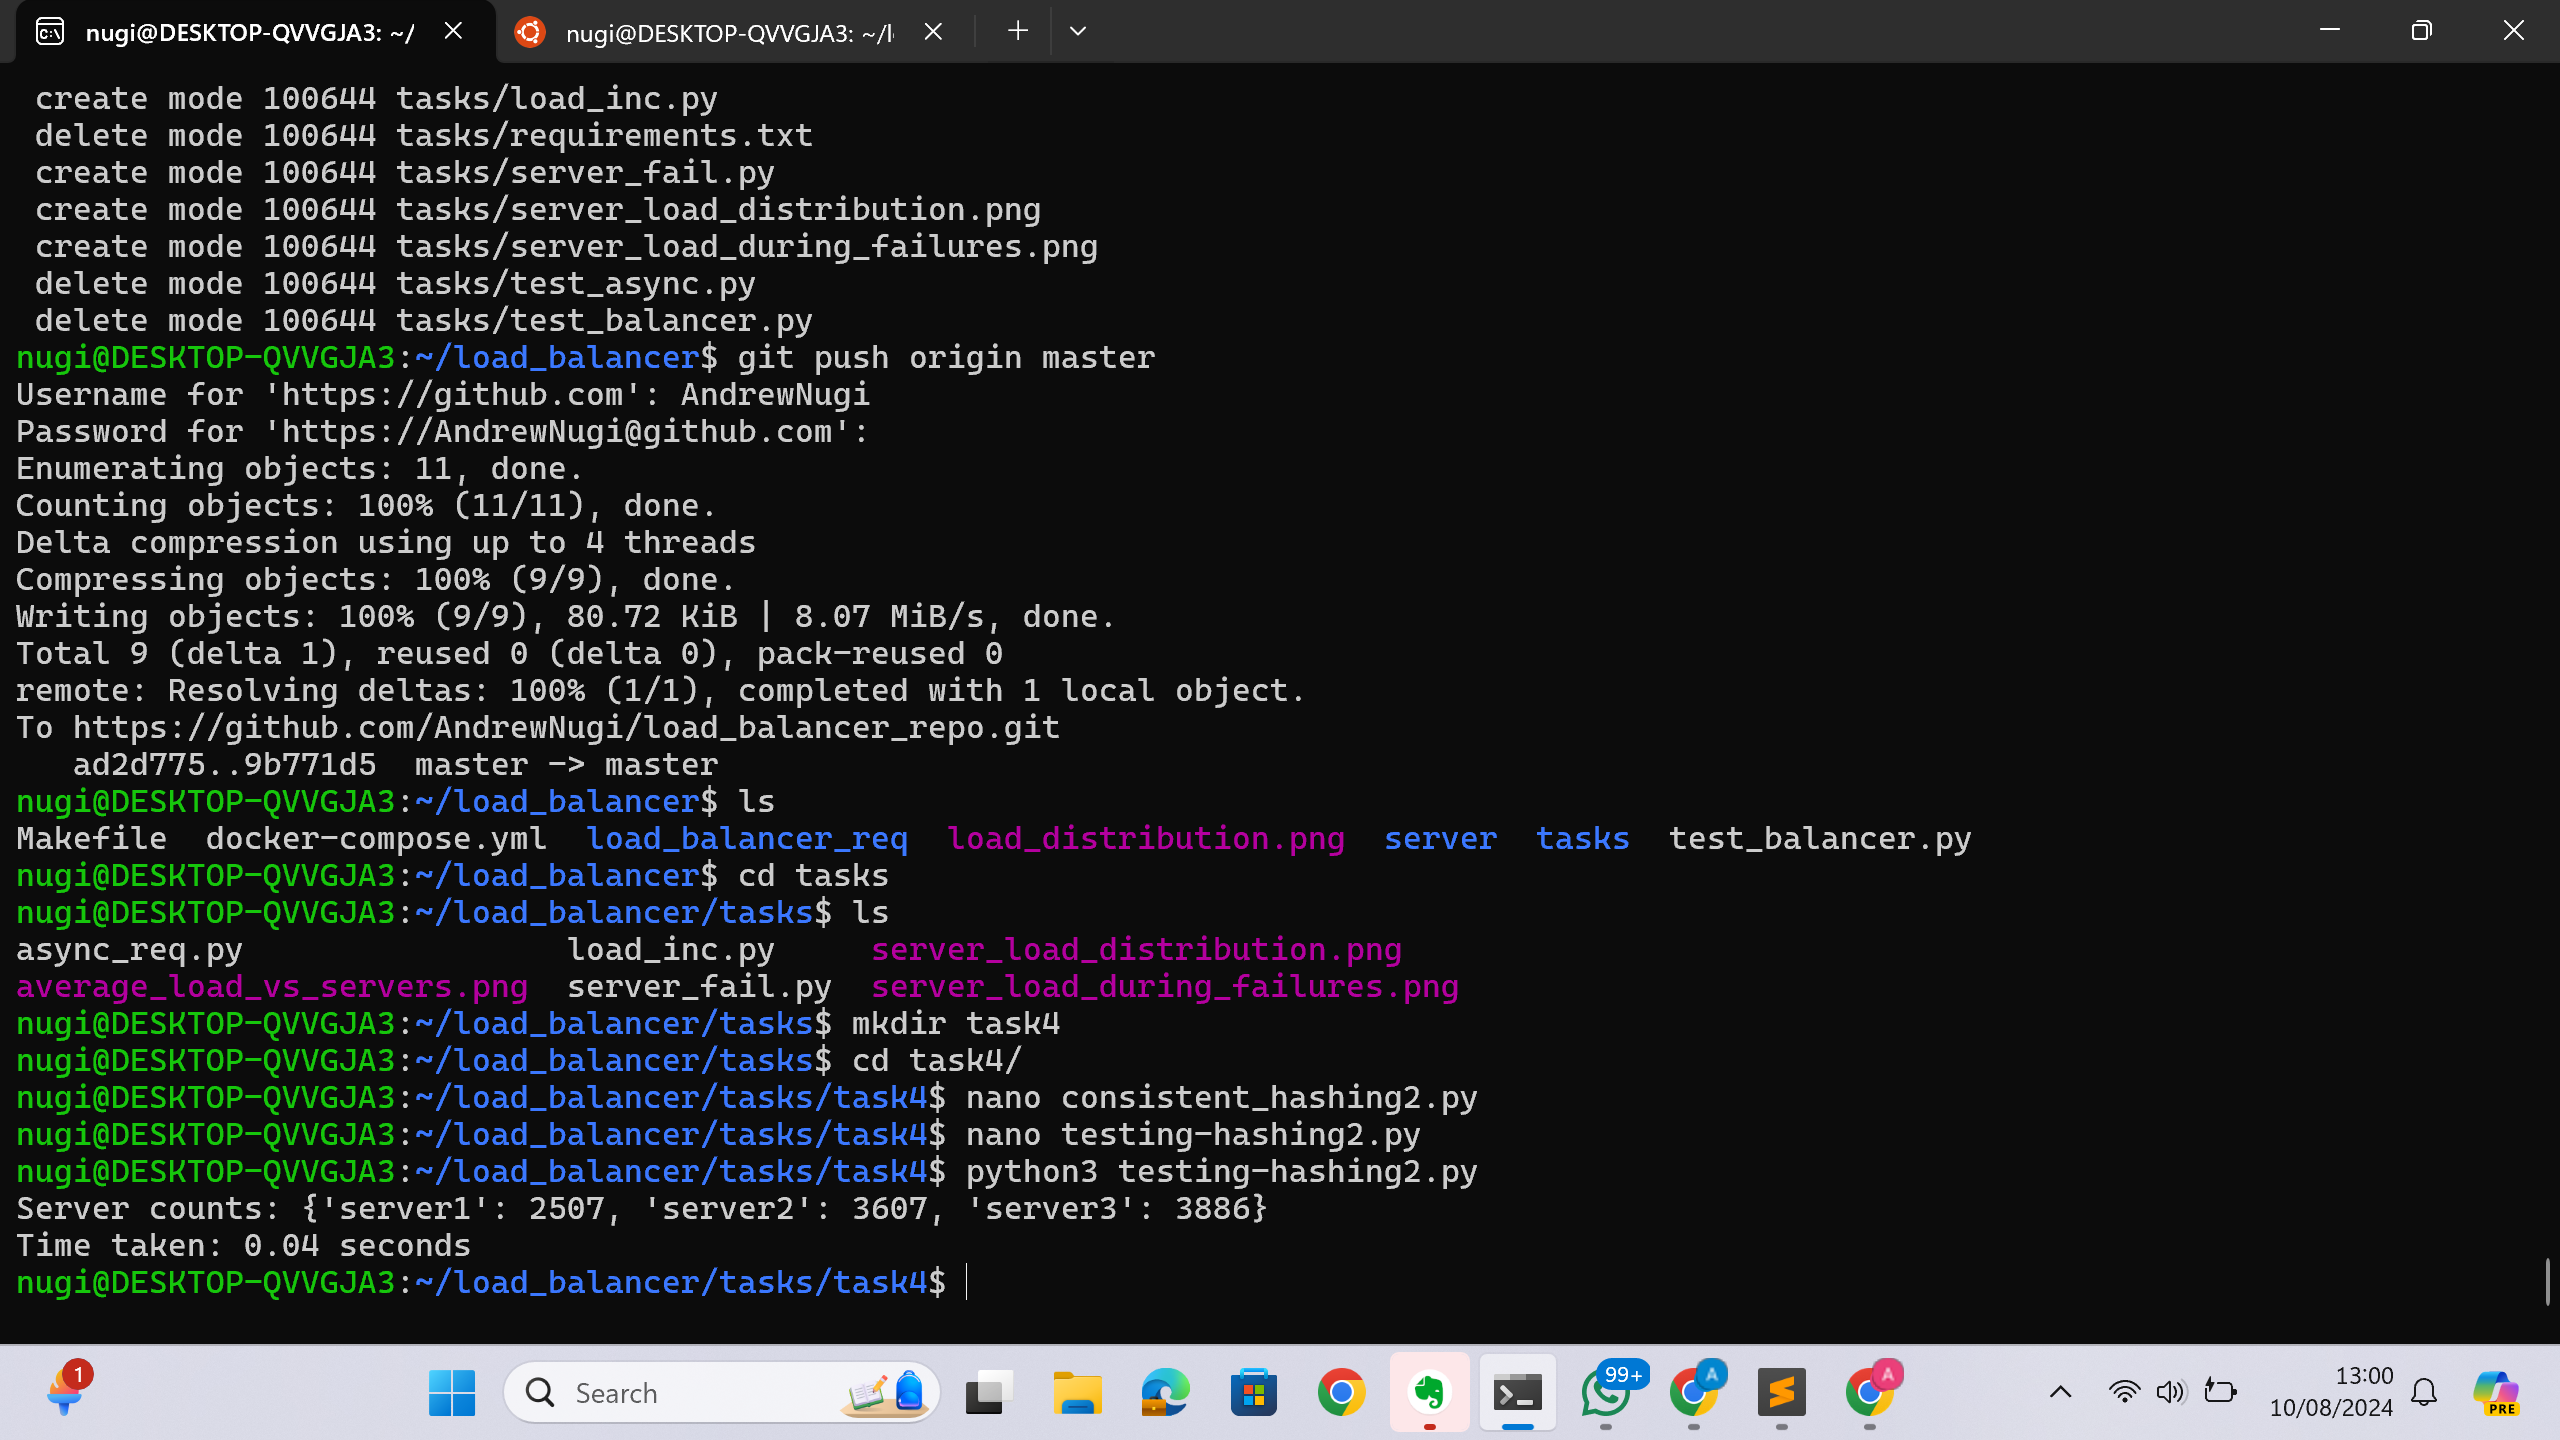 nugi@DESKTOP-QVVGJA3: ~/
nugi@DESKTOP-QVVGJA3: ~/l
create mode 100644 tasks/load_inc.py
delete mode 100644 tasks/requirements.txt
create mode 100644 tasks/server_fail.py
create mode 100644 tasks/server_load_distribution.png
create mode 100644 tasks/server_load_during_failures.png
delete mode 100644 tasks/test_async.py
delete mode 100644 tasks/test_balancer.py
nugi@DESKTOP-QVVGJA3:~/load_balancer$ git push origin master
Username for 'https://github.com': AndrewNugi
Password for 'https://AndrewNugi@github.com':
Enumerating objects: 11, done.
Counting objects: 100% (11/11), done.
Delta compression using up to 4 threads
Compressing objects: 100% (9/9), done.
Writing objects: 100% (9/9), 80.72 KiB | 8.07 MiB/s, done.
Total 9 (delta 1), reused 0 (delta 0), pack-reused 0
remote: Resolving deltas: 100% (1/1), completed with 1 local object.
To https://github.com/AndrewNugi/load_balancer_repo.git
   ad2d775..9b771d5  master -> master
nugi@DESKTOP-QVVGJA3:~/load_balancer$ ls
Makefile  docker-compose.yml  load_balancer_req  load_distribution.png  server  tasks  test_balancer.py
nugi@DESKTOP-QVVGJA3:~/load_balancer$ cd tasks
nugi@DESKTOP-QVVGJA3:~/load_balancer/tasks$ ls
async_req.py                 load_inc.py     server_load_distribution.png
average_load_vs_servers.png  server_fail.py  server_load_during_failures.png
nugi@DESKTOP-QVVGJA3:~/load_balancer/tasks$ mkdir task4
nugi@DESKTOP-QVVGJA3:~/load_balancer/tasks$ cd task4/
nugi@DESKTOP-QVVGJA3:~/load_balancer/tasks/task4$ nano consistent_hashing2.py
nugi@DESKTOP-QVVGJA3:~/load_balancer/tasks/task4$ nano testing-hashing2.py
nugi@DESKTOP-QVVGJA3:~/load_balancer/tasks/task4$ python3 testing-hashing2.py
Server counts: {'server1': 2507, 'server2': 3607, 'server3': 3886}
Time taken: 0.04 seconds
nugi@DESKTOP-QVVGJA3:~/load_balancer/tasks/task4$
1
Search
99+
A
A
13:00
10/08/2024
PRE